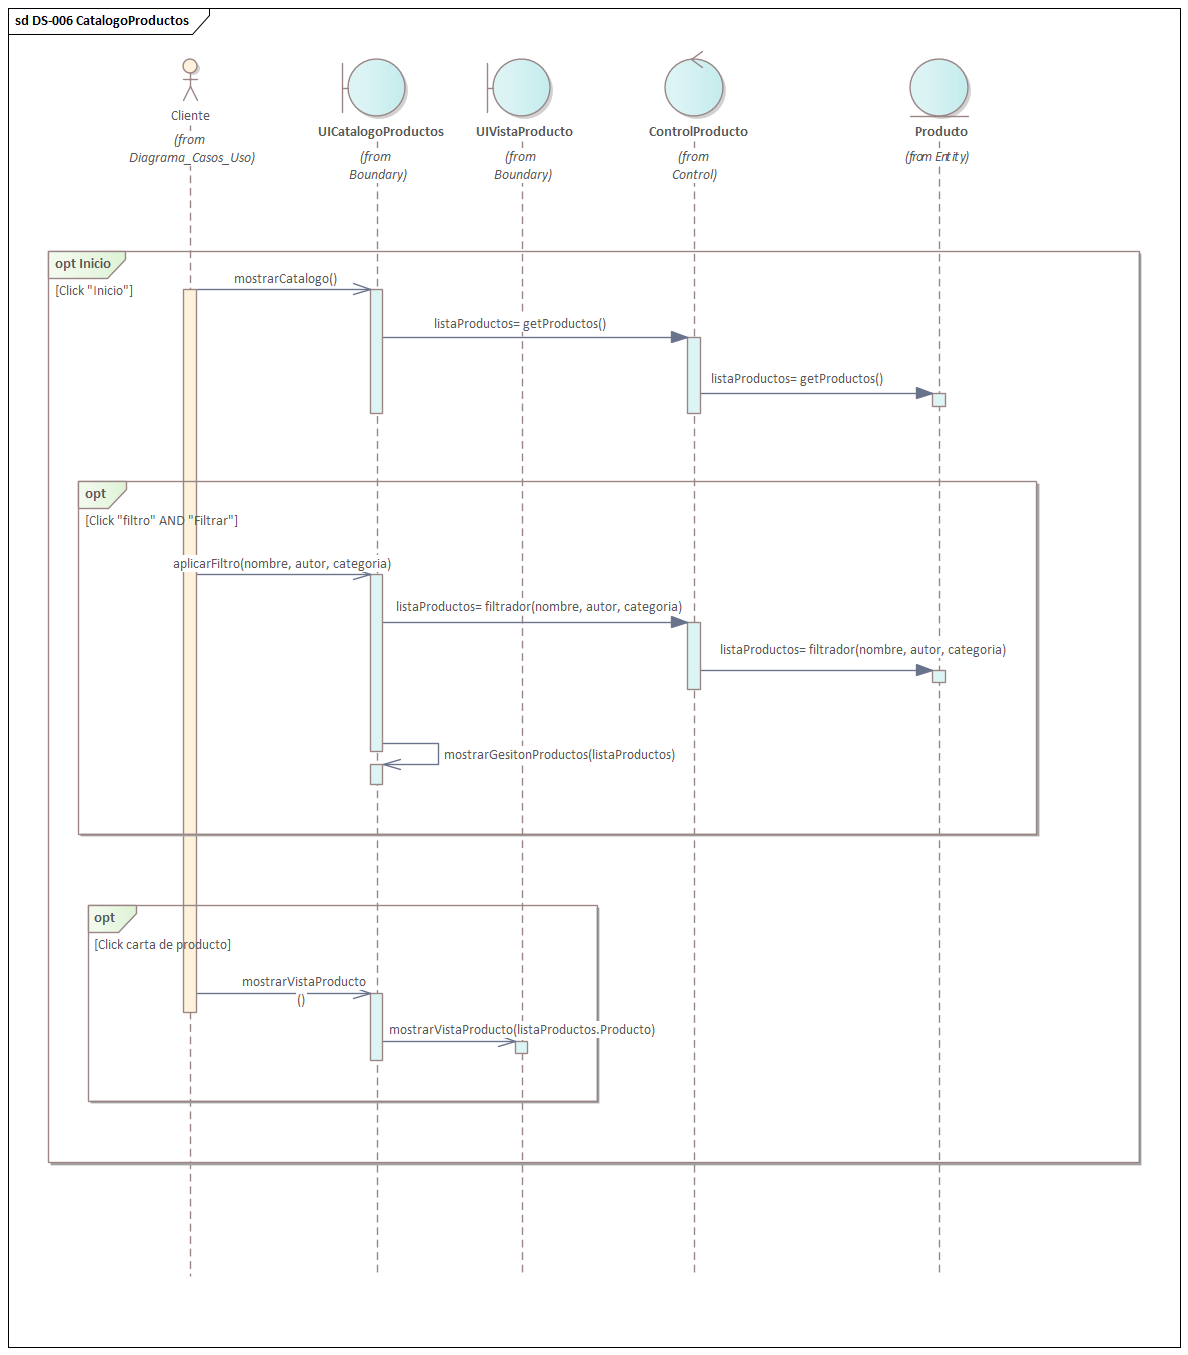 sd DS-006 CatalogoProductos
Cliente
(from
Diagrama_Casos_Uso)
UICatalogoProductos
(from
Boundary)
UIVistaProducto
(from
Boundary)
ControlProducto
(from
Control)
Producto
(from Entity)
opt Inicio
[Click "Inicio"]
mostrarCatalogo()
listaProductos= getProductos()
listaProductos= getProductos()
opt
[Click "filtro" AND "Filtrar"]
aplicarFiltro(nombre, autor, categoria)
listaProductos= filtrador(nombre, autor, categoria)
listaProductos= filtrador(nombre, autor, categoria)
mostrarGesitonProductos(listaProductos)
opt
[Click carta de producto]
mostrarVistaProducto
()
mostrarVistaProducto(listaProductos.Producto)